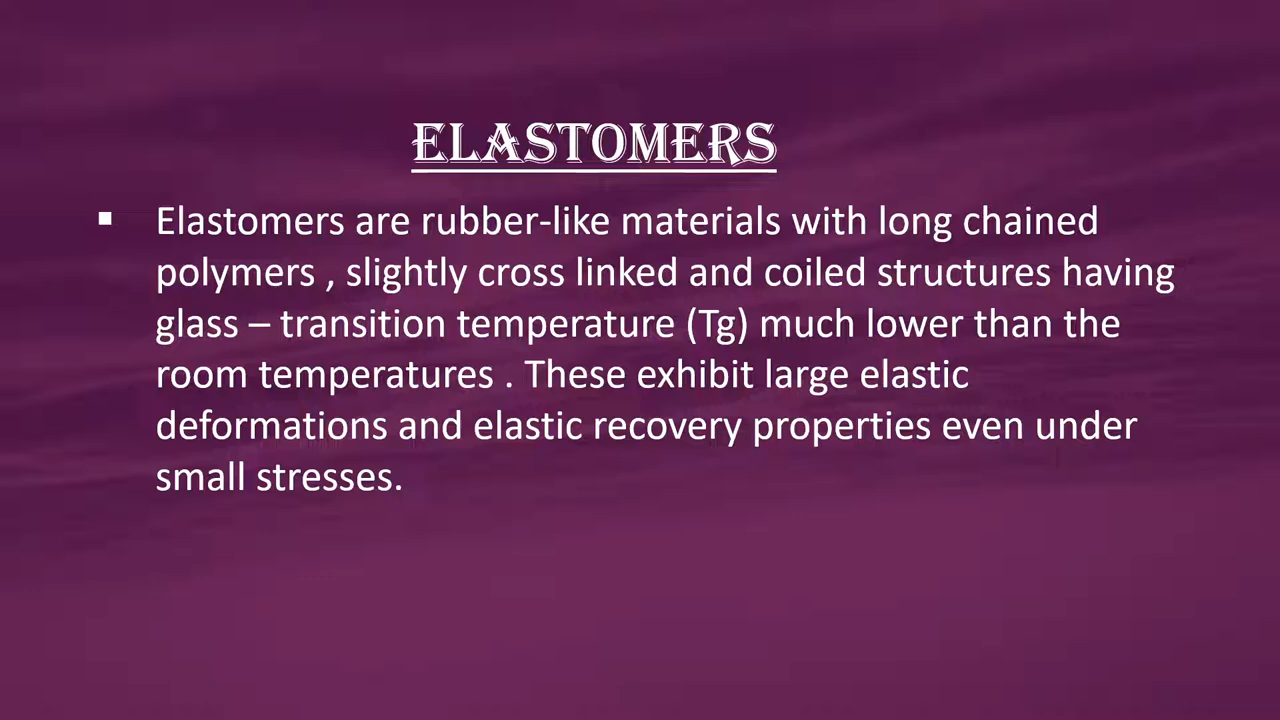 ELASTOMERS
▪ Elastomers are rubber-like materials with long chained
polymers , slightly cross linked and coiled structures having
glass – transition temperature (Tg) much lower than the
room temperatures . These exhibit large elastic
deformations and elastic recovery properties even under
small stresses.